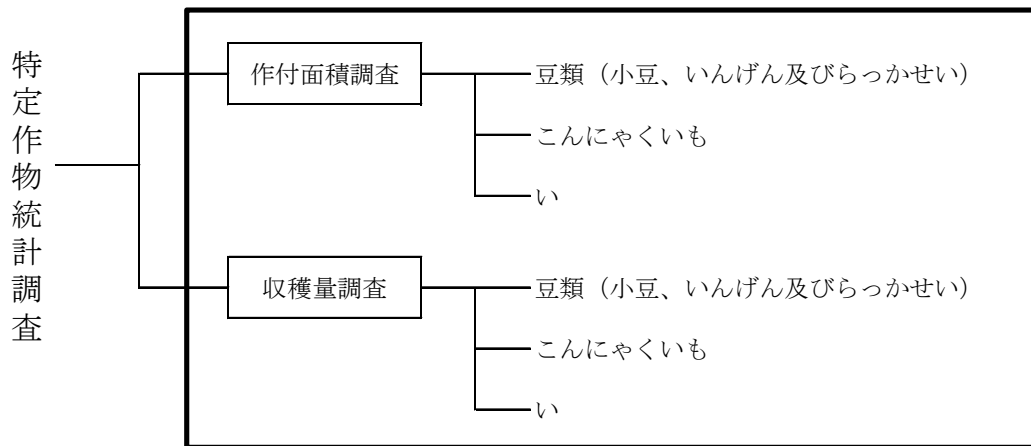 特定作物統計調査
作付面積調査
豆類（小豆、いんげん及びらっかせい）
こんにゃくいも
い
収穫量調査
豆類（小豆、いんげん及びらっかせい）
こんにゃくいも
い